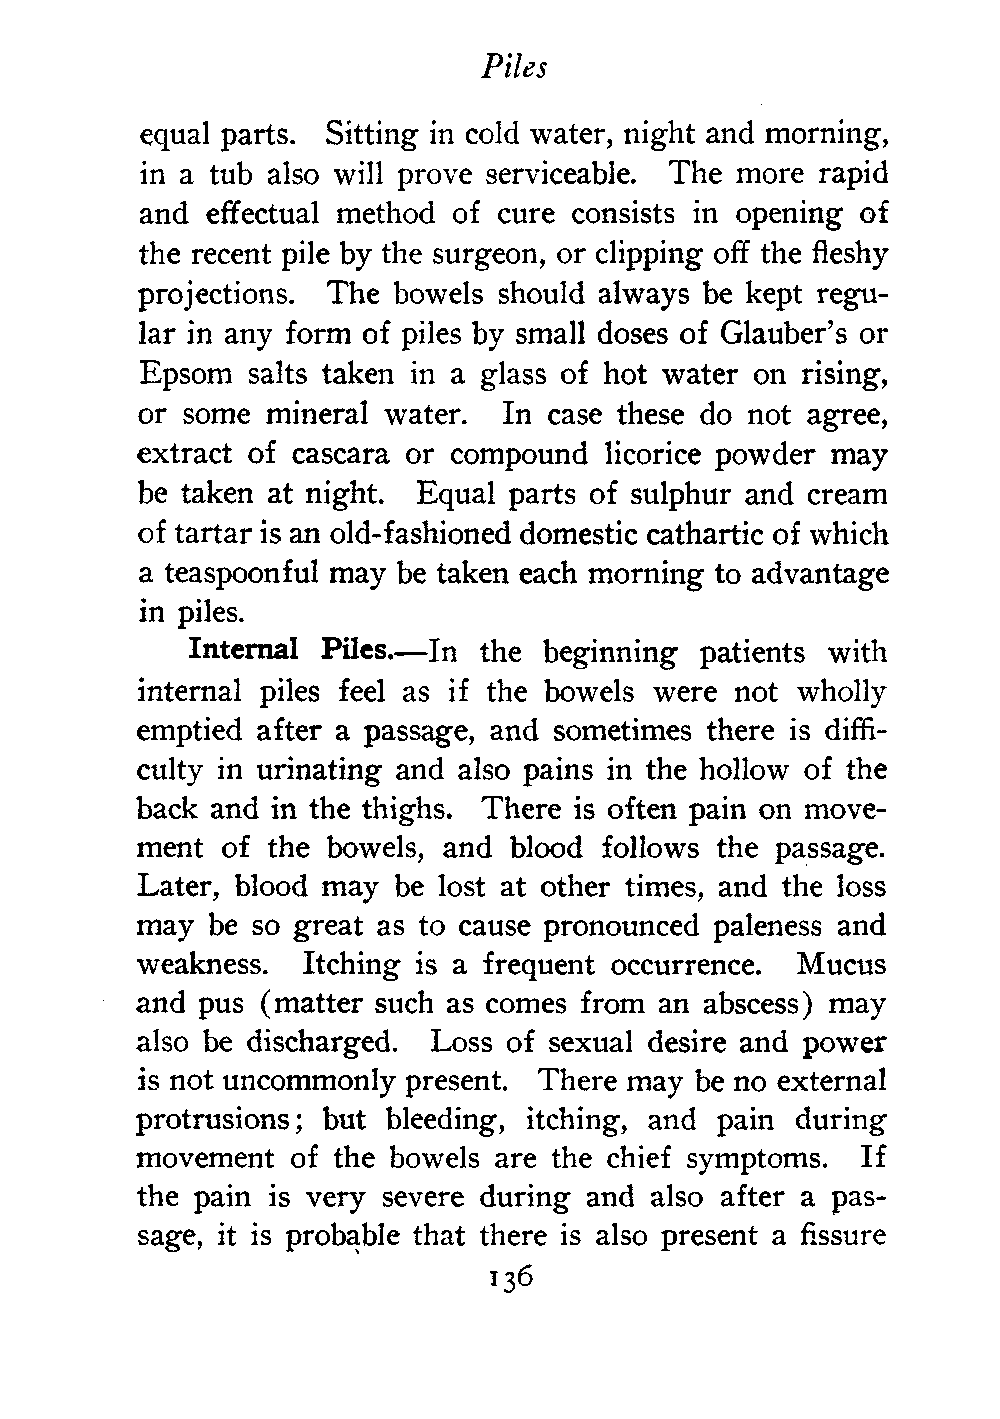 Piles
equal parts. Sitting in cold water, night and morning,
in a tub also will prove serviceable. The more rapid
and effectual method of cure consists in opening of
the recent pile by the surgeon, or clipping off the fleshy
projections. The bowels should always be kept regu-
lar in any form of piles by small doses of Glauber's or
Epsom salts taken in a glass of hot water on rising,
or some mineral water. In case these do not agree,
extract of cascara or compound licorice powder may
be taken at night. Equal parts of sulphur and cream
of tartar is an old-fashioned domestic cathartic of which
a teaspoonful may be taken each morning to advantage
in piles.
Internal Piles.—In the beginning patients with
internal piles feel as if the bowels were not wholly
emptied after a passage, and sometimes there is diffi-
culty in urinating and also pains in the hollow of the
back and in the thighs. There is often pain on move-
ment of the bowels, and blood follows the passage.
Later, blood may be lost at other times, and the loss
may be so great as to cause pronounced paleness and
weakness. Itching is a frequent occurrence. Mucus
and pus (matter such as comes from an abscess) may
also be discharged. Loss of sexual desire and power
is not uncommonly present. There may be no external
protrusions; but bleeding, itching, and pain during
movement of the bowels are the chief symptoms. If
the pain is very severe during and also after a pas-
sage, it is probable that there is also present a fissure
136